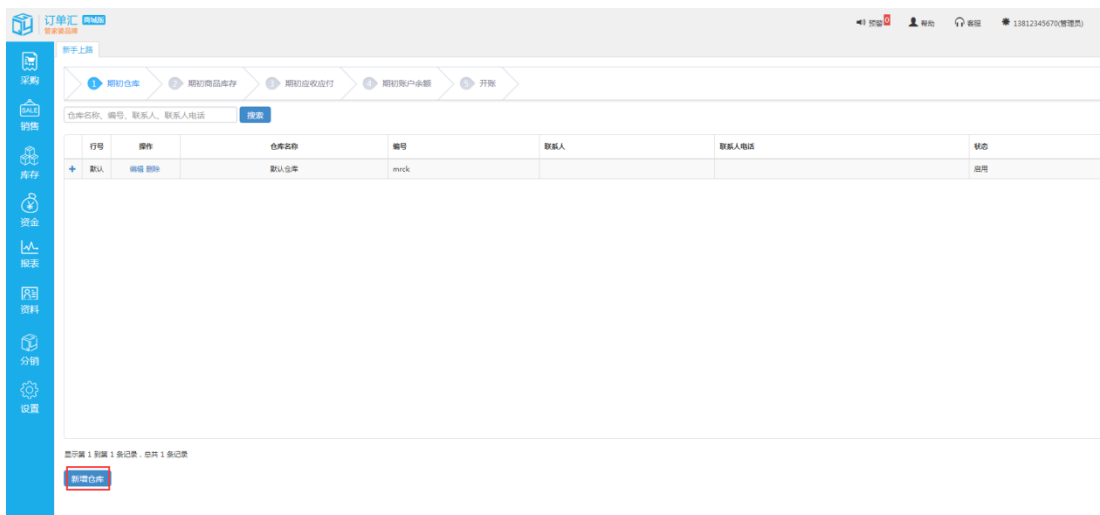 订单汇 商城版
管家婆品牌
预警 0 帮助 客服 13812345670(管理员)
新手上路
采购
SALE
销售
库存
资金
报表
资料
分销
设置
1 期初仓库 2 期初商品库存 3 期初应收应付 4 期初账户余额 5 开账
仓库名称、编号、联系人、联系人电话 搜索
行号 操作 仓库名称 编号 联系人 联系人电话 状态
+ 默认 编辑 删除 默认仓库 mrck 启用
显示第 1 到第 1 条记录，总共 1 条记录
新增仓库